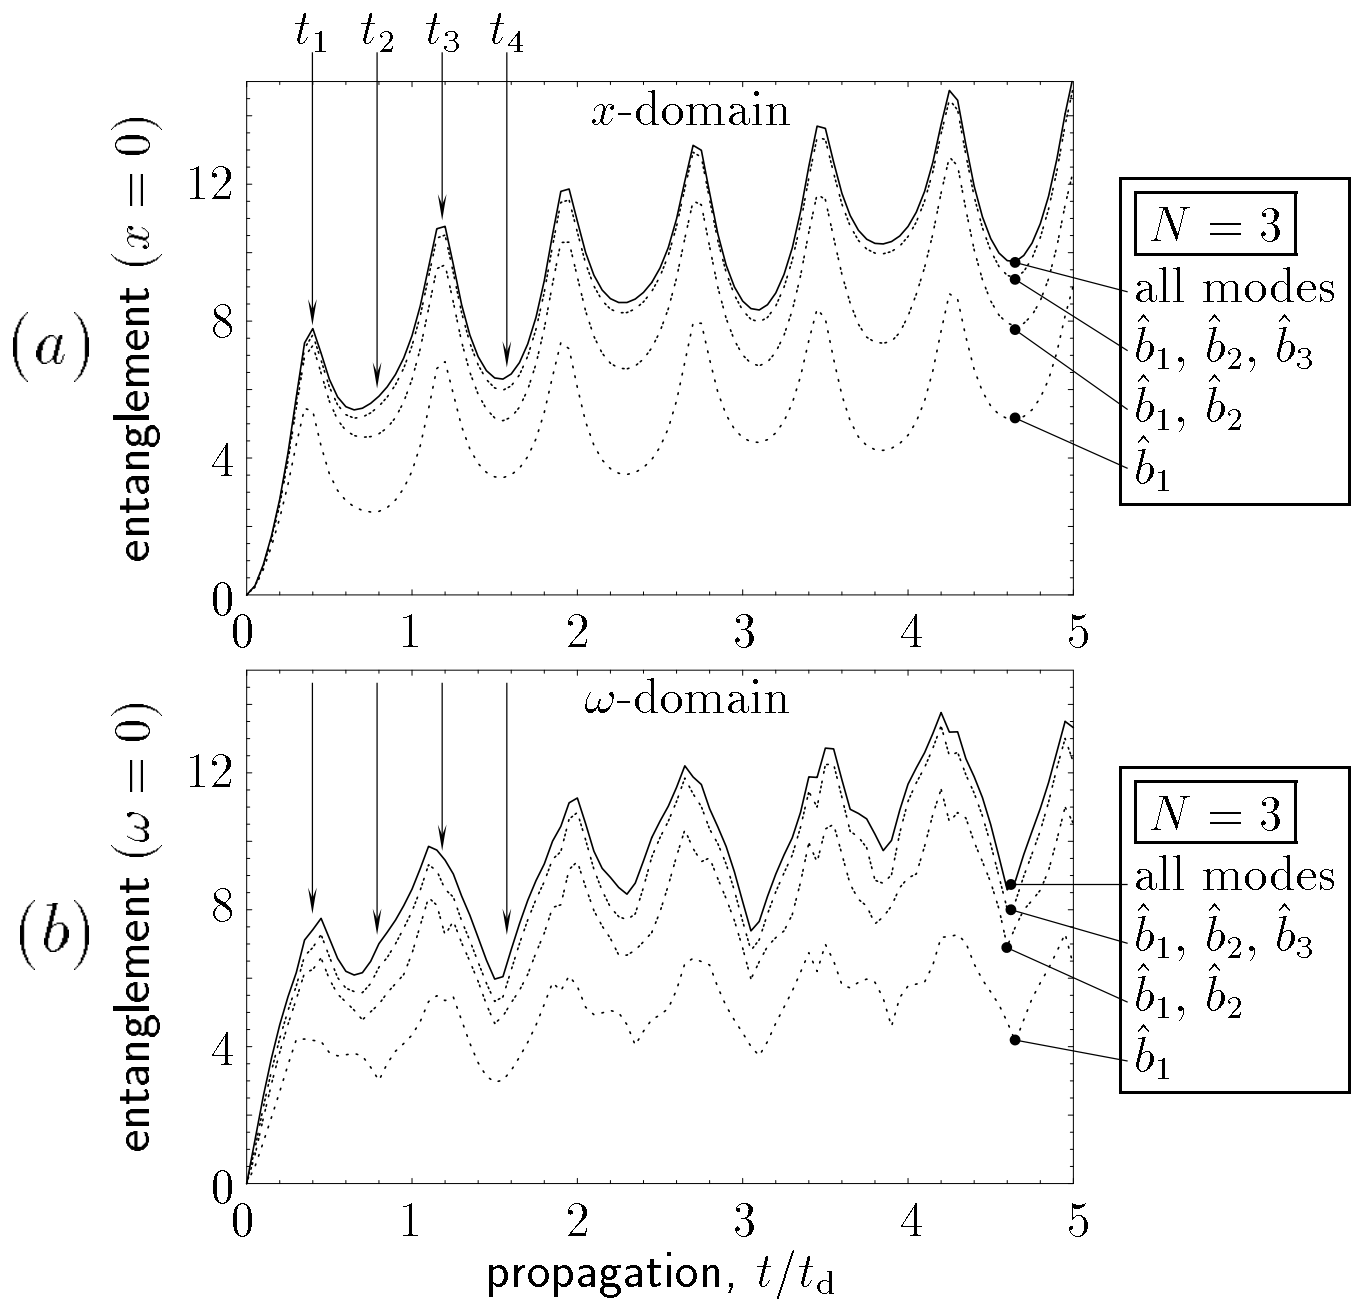 t₁ t₂ t₃ t₄
x-domain
entanglement (x = 0)
(a)
12
8
4
0
0 1 2 3 4 5
N = 3
all modes
b̂₁, b̂₂, b̂₃
b̂₁, b̂₂
b̂₁
ω-domain
entanglement (ω = 0)
(b)
12
8
4
0
0 1 2 3 4 5
propagation, t/t_d
N = 3
all modes
b̂₁, b̂₂, b̂₃
b̂₁, b̂₂
b̂₁